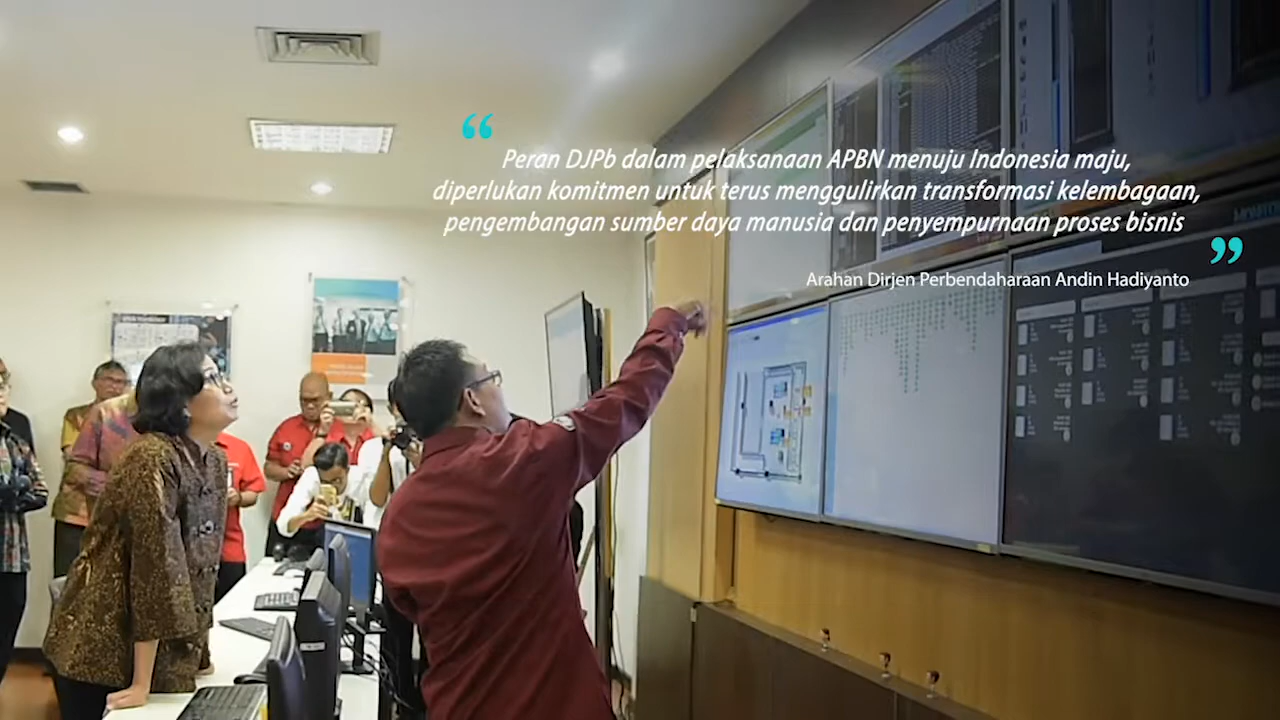 “
Peran DJPb dalam pelaksanaan APBN menuju Indonesia maju,
diperlukan komitmen untuk terus menggulirkan transformasi kelembagaan,
pengembangan sumber daya manusia dan penyempurnaan proses bisnis
”
Arahan Dirjen Perbendaharaan Andin Hadiyanto